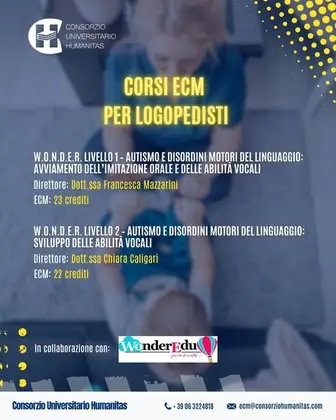 CONSORZIO
UNIVERSITARIO
HUMANITAS
CORSI ECM
PER LOGOPEDISTI
W.O.N.D.E.R. LIVELLO 1 – AUTISMO E DISORDINI MOTORI DEL LINGUAGGIO:
AVVIAMENTO DELL'IMITAZIONE ORALE E DELLE ABILITÀ VOCALI
Direttore: Dott.ssa Francesca Mazzarini
ECM: 23 crediti
W.O.N.D.E.R. LIVELLO 2 – AUTISMO E DISORDINI MOTORI DEL LINGUAGGIO:
SVILUPPO DELLE ABILITÀ VOCALI
Direttore: Dott.ssa Chiara Caligari
ECM: 22 crediti
In collaborazione con:
WonderEdu
Consorzio Universitario Humanitas
+ 39 06 3224818
ecm@consorziohumanitas.com